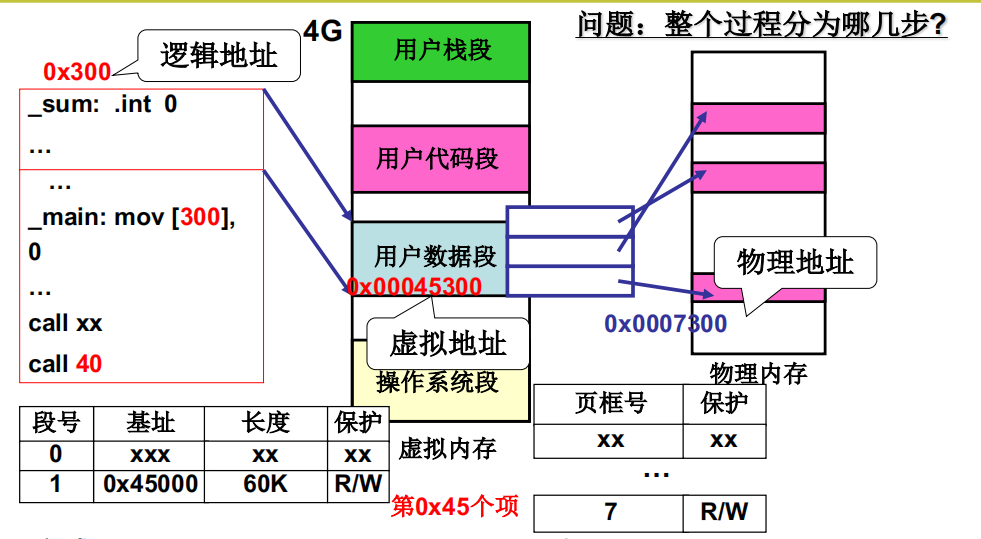 问题：整个过程分为哪几步?
4G
用户栈段
逻辑地址
0x300
_sum: .int 0
…
…
_main: mov [300],
0
…
call xx
call 40
用户代码段
用户数据段
0x00045300
虚拟地址
操作系统段
虚拟内存
物理地址
0x0007300
物理内存
段号 基址 长度 保护
0 xxx xx xx
1 0x45000 60K R/W
页框号 保护
xx xx
…
第0x45个项
7 R/W